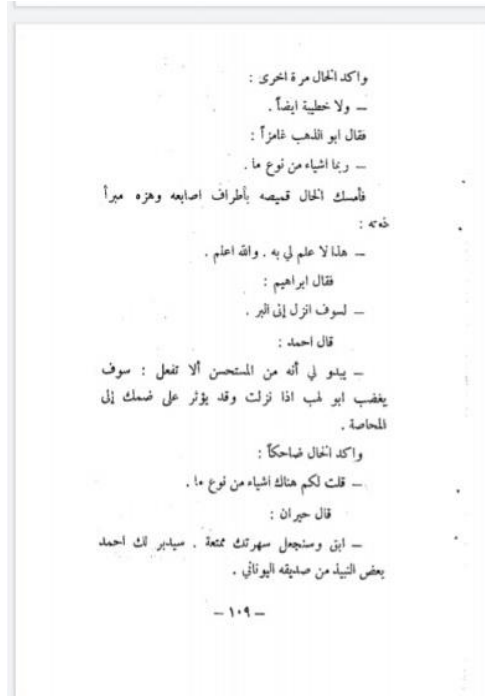 واكد الخال مرة اخرى :
— ولا خطيبة ايضاً .
فقال ابو الذهب غامزاً :
— ربما اشياء من نوع ما .
فأمسك الخال قميصه بأطراف اصابعه وهزه مبرأ
ذمته :
— هذا لا علم لي به . والله اعلم .
فقال ابراهيم :
— لسوف انزل إلى البر .
قال احمد :
— يبدو لي أنه من المستحسن ألا تفعل : سوف
يغضب ابو لهب اذا نزلت وقد يؤثر على ضمك إلى
المحاصة .
واكد الخال ضاحكاً :
— قلت لكم هناك اشياء من نوع ما .
قال حيران :
— ابق وسنجعل سهرتك ممتعة . سيدبر لك احمد
بعض النبيذ من صديقه اليوناني .
— ١٠٩ —